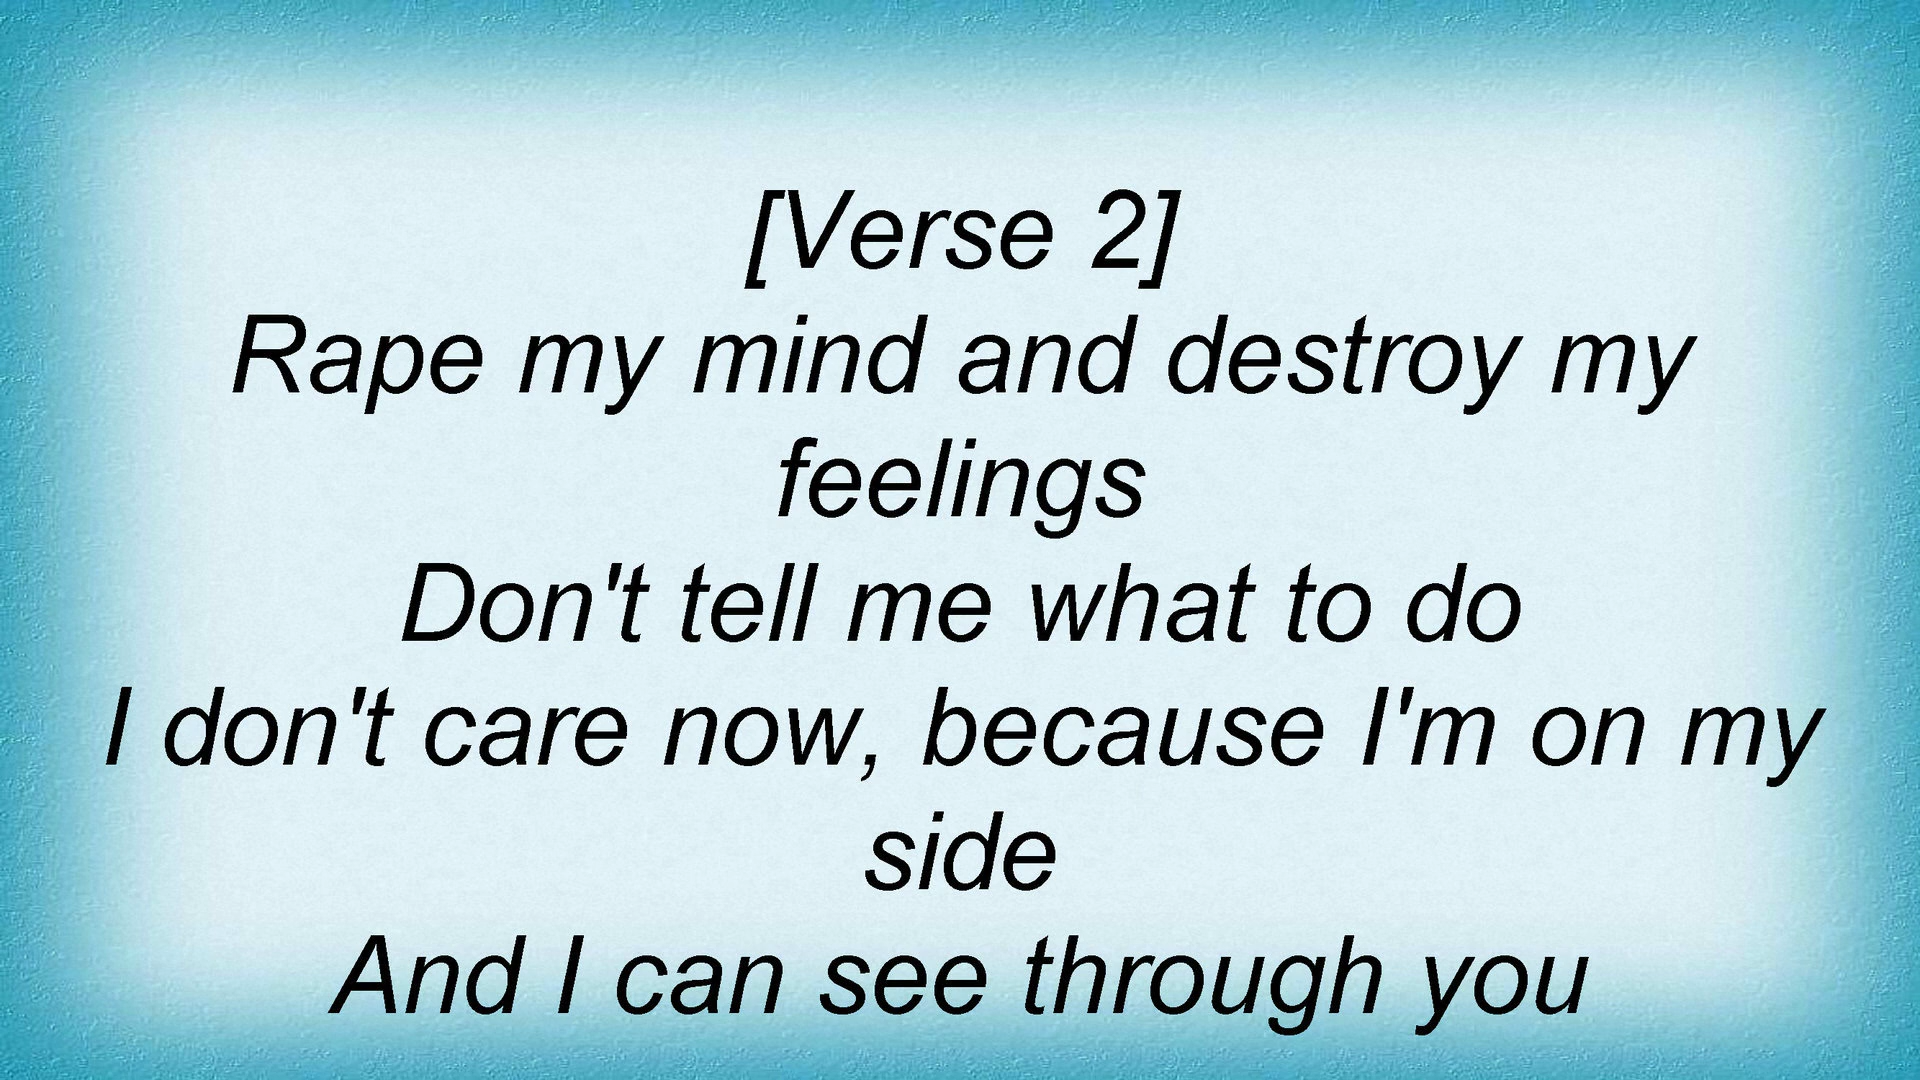 [Verse 2]
Rape my mind and destroy my
feelings
Don't tell me what to do
I don't care now, because I'm on my
side
And I can see through you